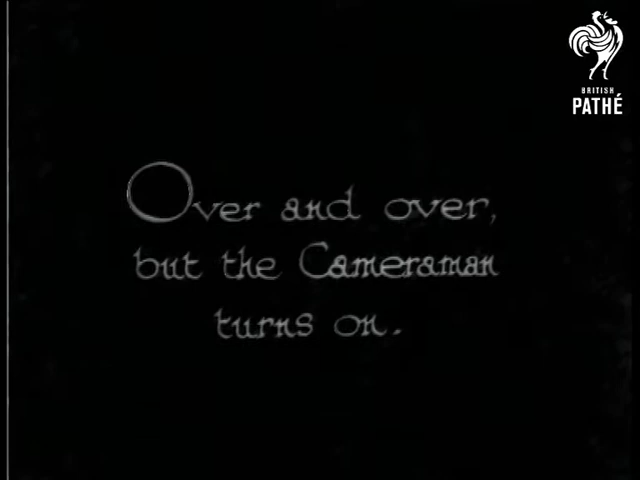 BRITISH
PATHÉ
Over and over,
but the Cameraman
turns on.